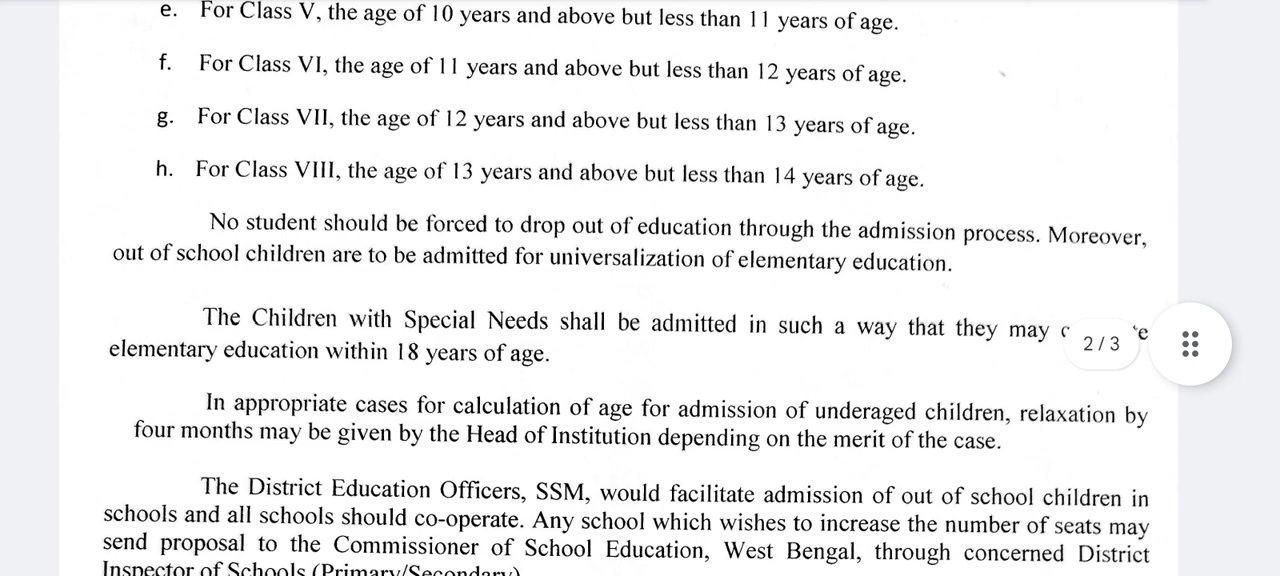 e. For Class V, the age of 10 years and above but less than 11 years of age.
f. For Class VI, the age of 11 years and above but less than 12 years of age.
g. For Class VII, the age of 12 years and above but less than 13 years of age.
h. For Class VIII, the age of 13 years and above but less than 14 years of age.
No student should be forced to drop out of education through the admission process. Moreover,
out of school children are to be admitted for universalization of elementary education.
The Children with Special Needs shall be admitted in such a way that they may
2 / 3
elementary education within 18 years of age.
In appropriate cases for calculation of age for admission of underaged children, relaxation by
four months may be given by the Head of Institution depending on the merit of the case.
The District Education Officers, SSM, would facilitate admission of out of school children in
schools and all schools should co-operate. Any school which wishes to increase the number of seats may
send proposal to the Commissioner of School Education, West Bengal, through concerned District
Inspector of Schools (Primary/Secondary)